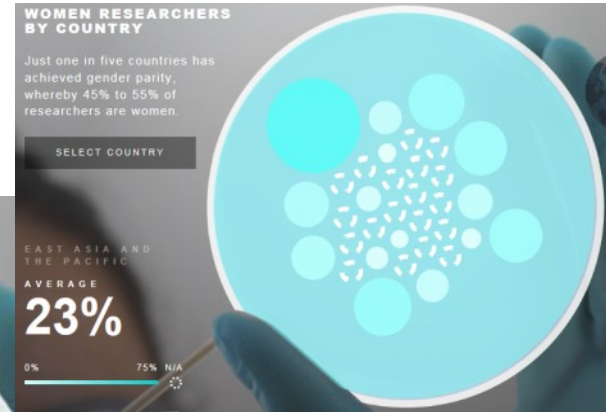 WOMEN RESEARCHERS
BY COUNTRY
Just one in five countries has
achieved gender parity,
whereby 45% to 55% of
researchers are women.
SELECT COUNTRY
EAST ASIA AND
THE PACIFIC
AVERAGE
23%
0% 75% N/A